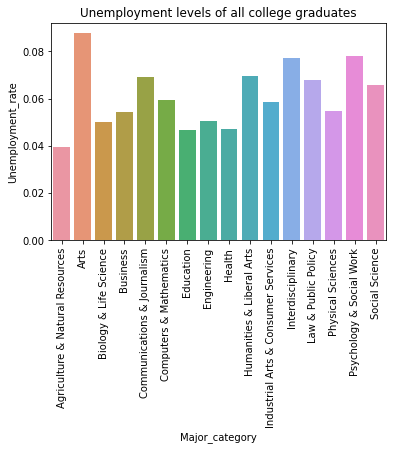 Unemployment levels of all college graduates
Unemployment_rate
0.08
0.06
0.04
0.02
0.00
Agriculture & Natural Resources
Arts
Biology & Life Science
Business
Communications & Journalism
Computers & Mathematics
Education
Engineering
Health
Humanities & Liberal Arts
Industrial Arts & Consumer Services
Interdisciplinary
Law & Public Policy
Physical Sciences
Psychology & Social Work
Social Science
Major_category